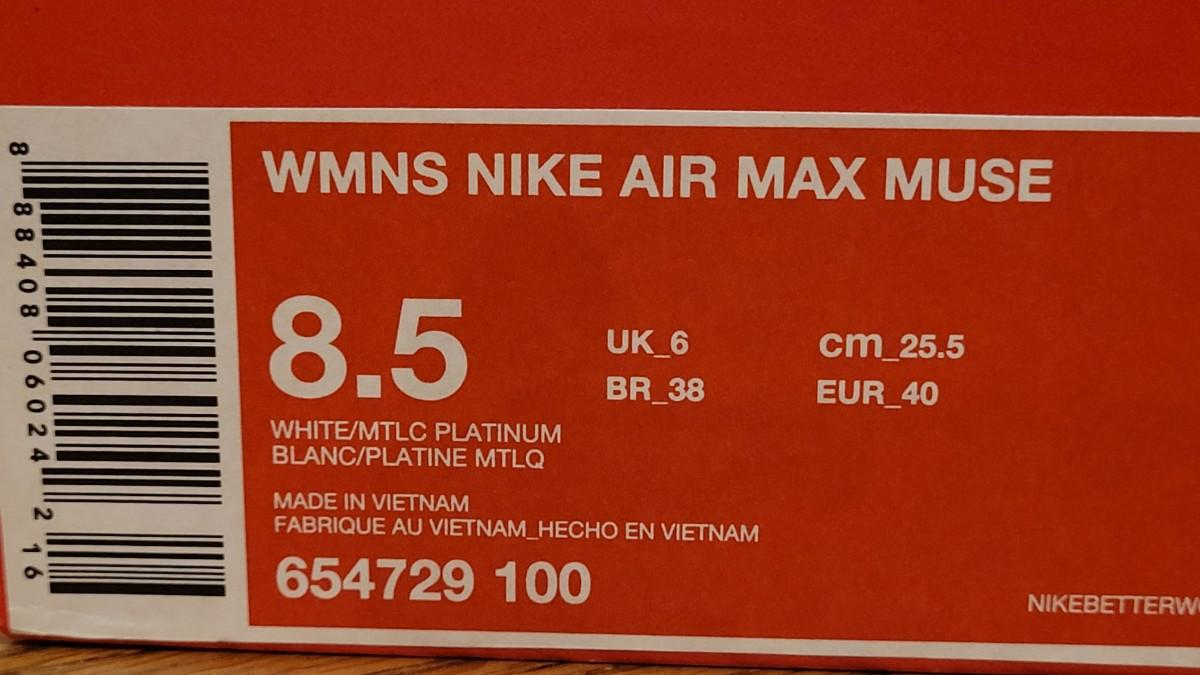 WMNS NIKE AIR MAX MUSE
8.5
UK_6
cm_25.5
BR_38
EUR_40
WHITE/MTLC PLATINUM
BLANC/PLATINE MTLQ
MADE IN VIETNAM
FABRIQUE AU VIETNAM_HECHO EN VIETNAM
654729 100
8 88408 06024 2 16